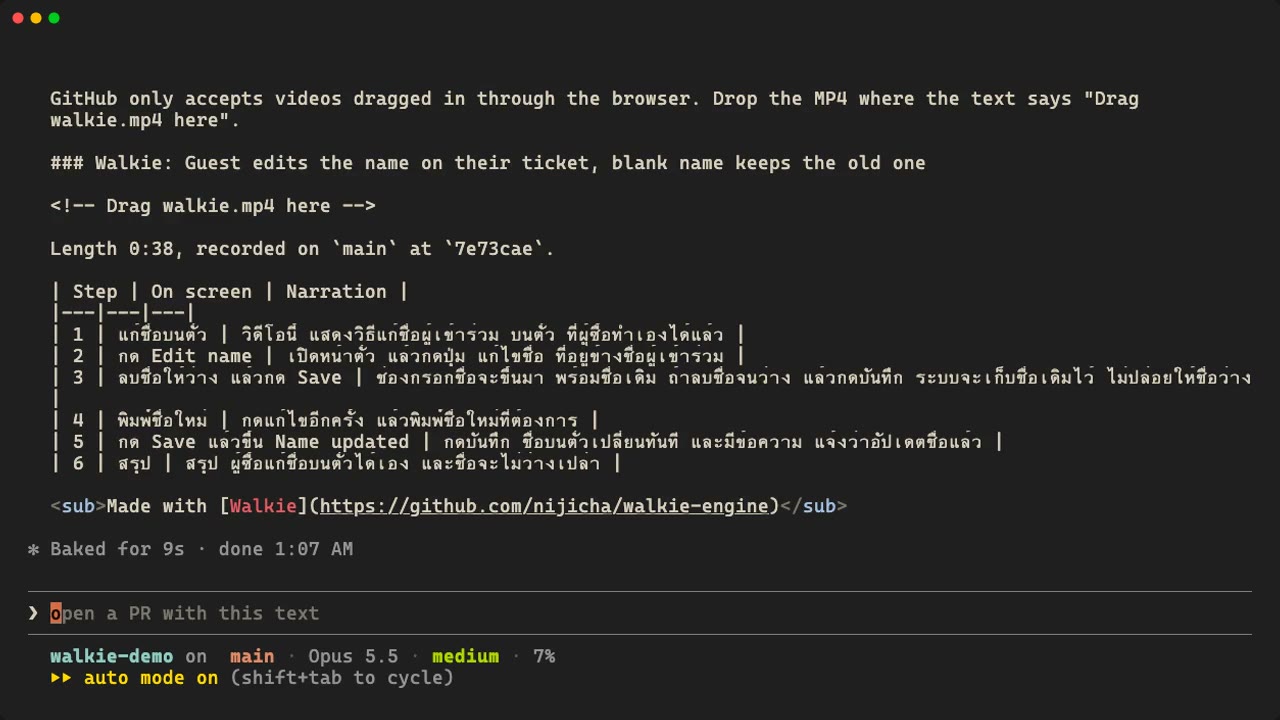 GitHub only accepts videos dragged in through the browser. Drop the MP4 where the text says "Drag
walkie.mp4 here".
### Walkie: Guest edits the name on their ticket, blank name keeps the old one
<!-- Drag walkie.mp4 here -->
Length 0:38, recorded on `main` at `7e73cae`.
| Step | On screen | Narration |
|---|---|---|
| 1 | แก้ชื่อบนตั๋ว | วิดีโอนี้ แสดงวิธีแก้ชื่อผู้เข้าร่วม บนตั๋ว ที่ผู้ซื้อทำเองได้แล้ว |
| 2 | กด Edit name | เปิดหน้าตั๋ว แล้วกดปุ่ม แก้ไขชื่อ ที่อยู่ข้างชื่อผู้เข้าร่วม |
| 3 | ลบชื่อให้ว่าง แล้วกด Save | ช่องกรอกชื่อจะขึ้นมา พร้อมชื่อเดิม ถ้าลบชื่อจนว่าง แล้วกดบันทึก ระบบจะเก็บชื่อเดิมไว้ ไม่ปล่อยให้ชื่อว่าง
|
| 4 | พิมพ์ชื่อใหม่ | กดแก้ไขอีกครั้ง แล้วพิมพ์ชื่อใหม่ที่ต้องการ |
| 5 | กด Save แล้วขึ้น Name updated | กดบันทึก ชื่อบนตั๋วเปลี่ยนทันที และมีข้อความ แจ้งว่าอัปเดตชื่อแล้ว |
| 6 | สรุป | สรุป ผู้ซื้อแก้ชื่อบนตั๋วได้เอง และชื่อจะไม่ว่างเปล่า |
<sub>Made with [Walkie](https://github.com/nijicha/walkie-engine)</sub>
✻ Baked for 9s · done 1:07 AM
❯ open a PR with this text
walkie-demo on main · Opus 5.5 · medium · 7%
⏵⏵ auto mode on (shift+tab to cycle)